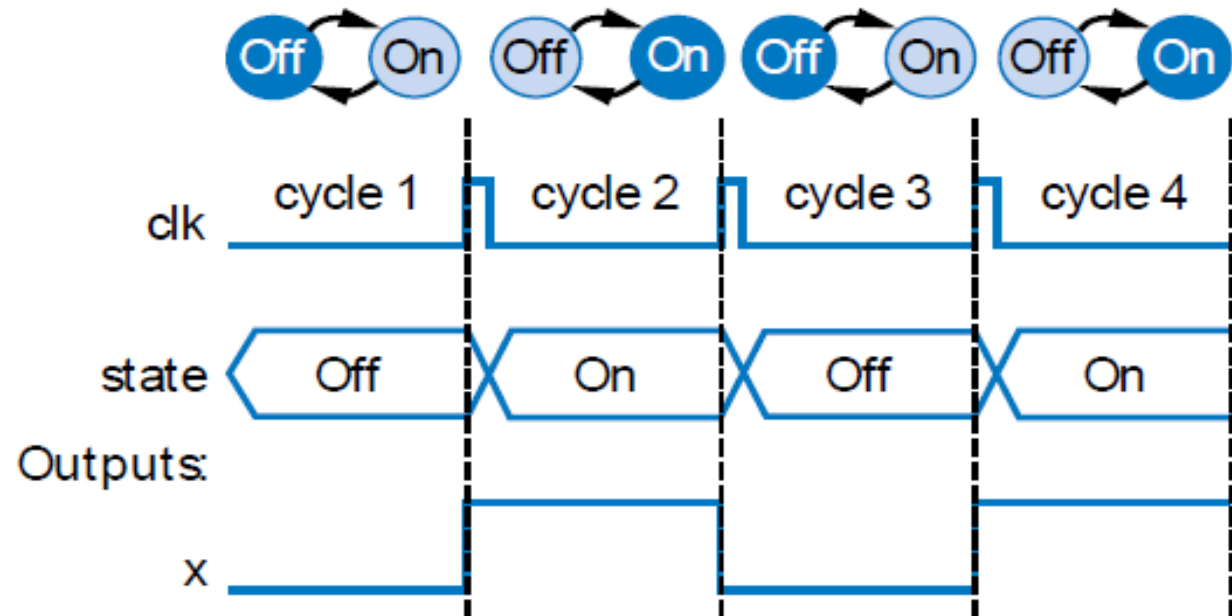 Off On Off On Off On Off On
clk cycle 1 cycle 2 cycle 3 cycle 4
state Off On Off On
Outputs:
x